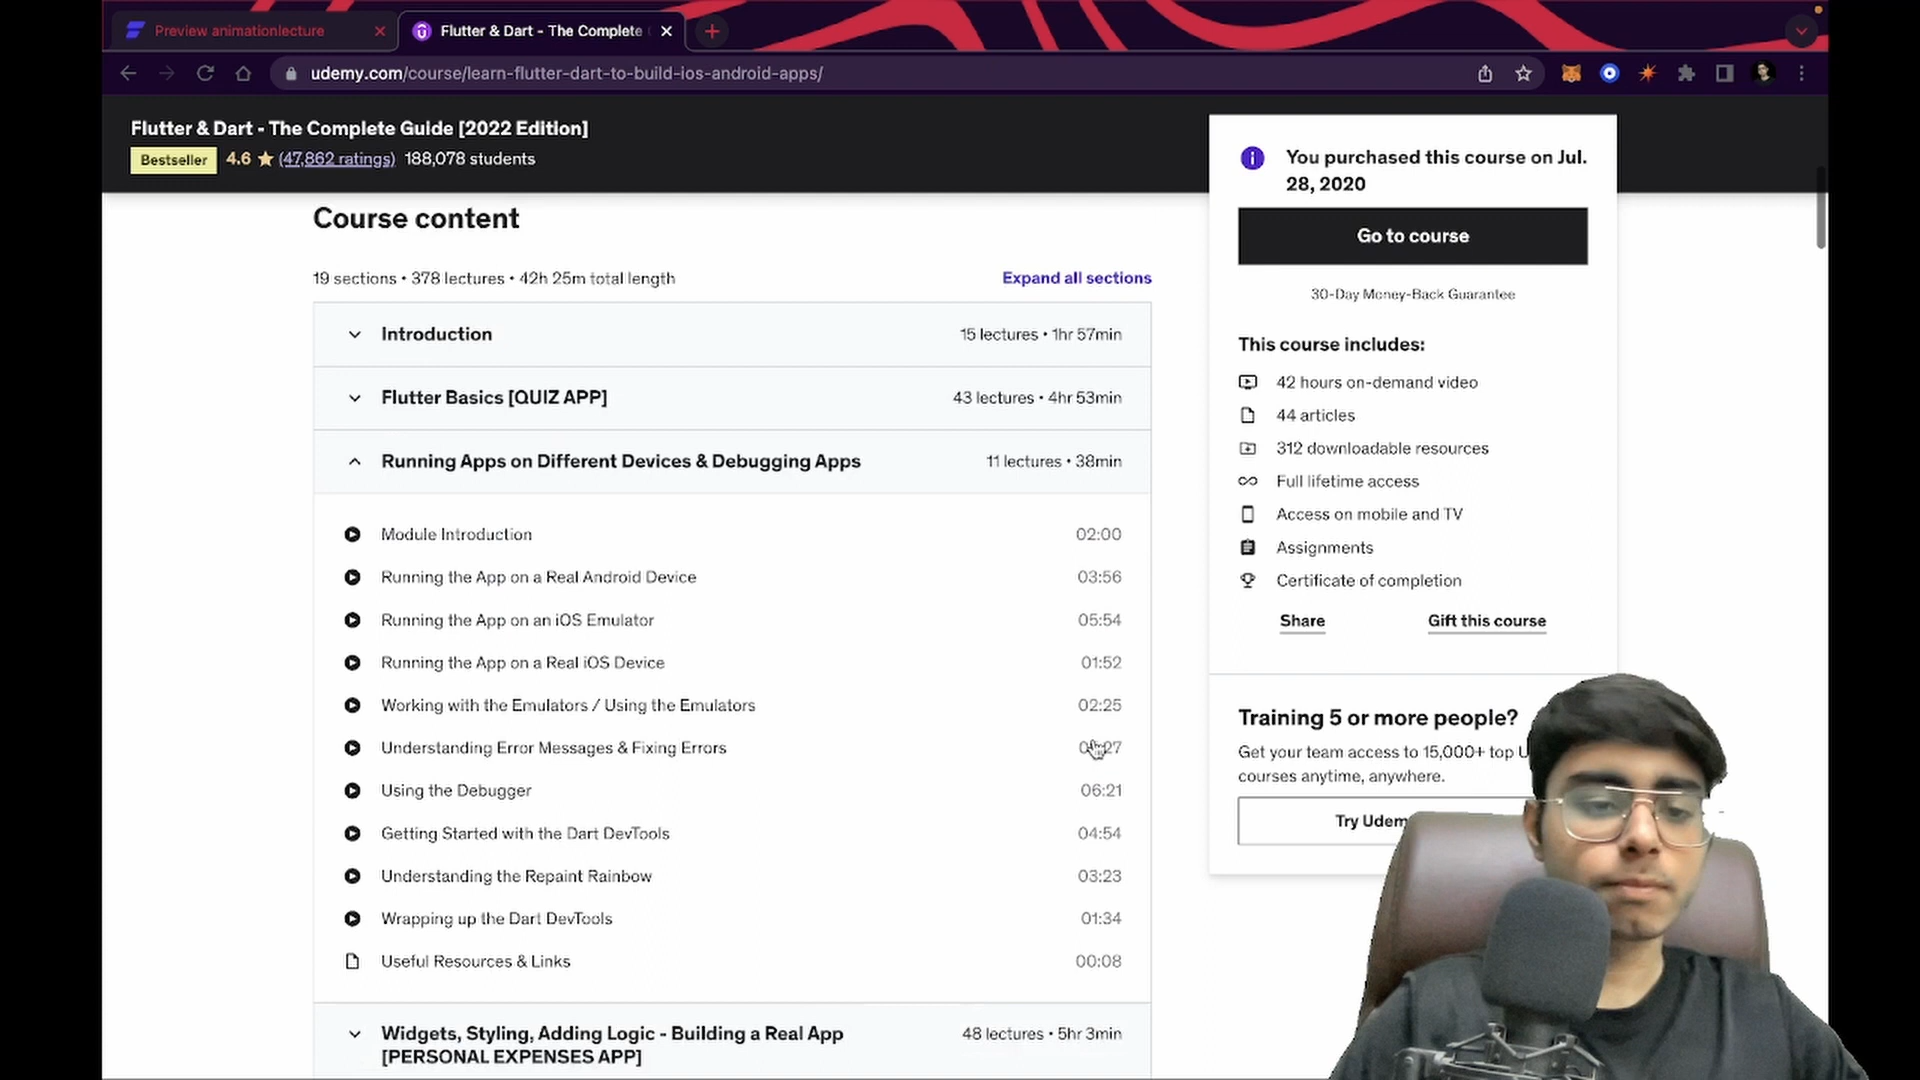 Preview animationlecture
Flutter & Dart - The Complete
udemy.com/course/learn-flutter-dart-to-build-ios-android-apps/
Flutter & Dart - The Complete Guide [2022 Edition]
Bestseller 4.6 (47,862 ratings) 188,078 students
Course content
19 sections • 378 lectures • 42h 25m total length
Expand all sections
Introduction 15 lectures • 1hr 57min
Flutter Basics [QUIZ APP] 43 lectures • 4hr 53min
Running Apps on Different Devices & Debugging Apps 11 lectures • 38min
Module Introduction 02:00
Running the App on a Real Android Device 03:56
Running the App on an iOS Emulator 05:54
Running the App on a Real iOS Device 01:52
Working with the Emulators / Using the Emulators 02:25
Understanding Error Messages & Fixing Errors
Using the Debugger 06:21
Getting Started with the Dart DevTools 04:54
Understanding the Repaint Rainbow 03:23
Wrapping up the Dart DevTools 01:34
Useful Resources & Links 00:08
Widgets, Styling, Adding Logic - Building a Real App 48 lectures • 5hr 3min
[PERSONAL EXPENSES APP]
You purchased this course on Jul.
28, 2020
Go to course
30-Day Money-Back Guarantee
This course includes:
42 hours on-demand video
44 articles
312 downloadable resources
Full lifetime access
Access on mobile and TV
Assignments
Certificate of completion
Share Gift this course
Training 5 or more people?
Get your team access to 15,000+ top U
courses anytime, anywhere.
Try Udem